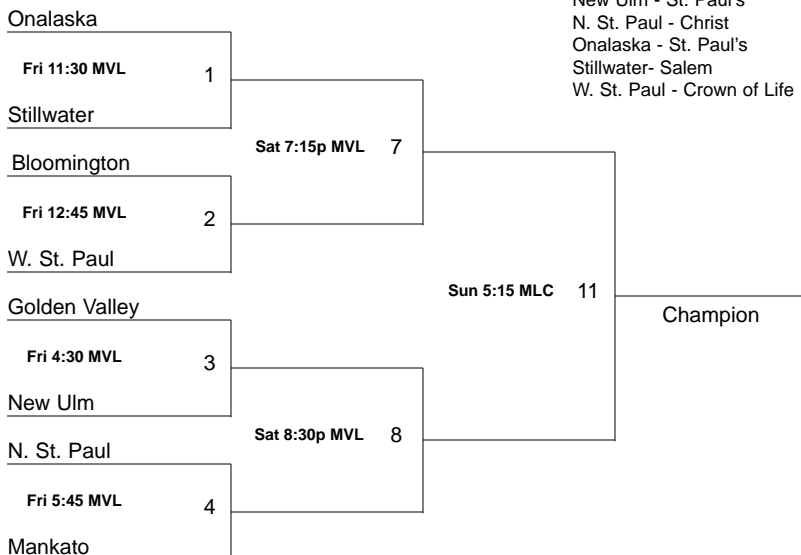 New Ulm - St. Paul's
N. St. Paul - Christ
Onalaska - St. Paul's
Stillwater- Salem
W. St. Paul - Crown of Life
Onalaska
Fri 11:30 MVL 1
Stillwater
Sat 7:15p MVL 7
Bloomington
Fri 12:45 MVL 2
W. St. Paul
Sun 5:15 MLC 11
Champion
Golden Valley
Fri 4:30 MVL 3
New Ulm
Sat 8:30p MVL 8
N. St. Paul
Fri 5:45 MVL 4
Mankato